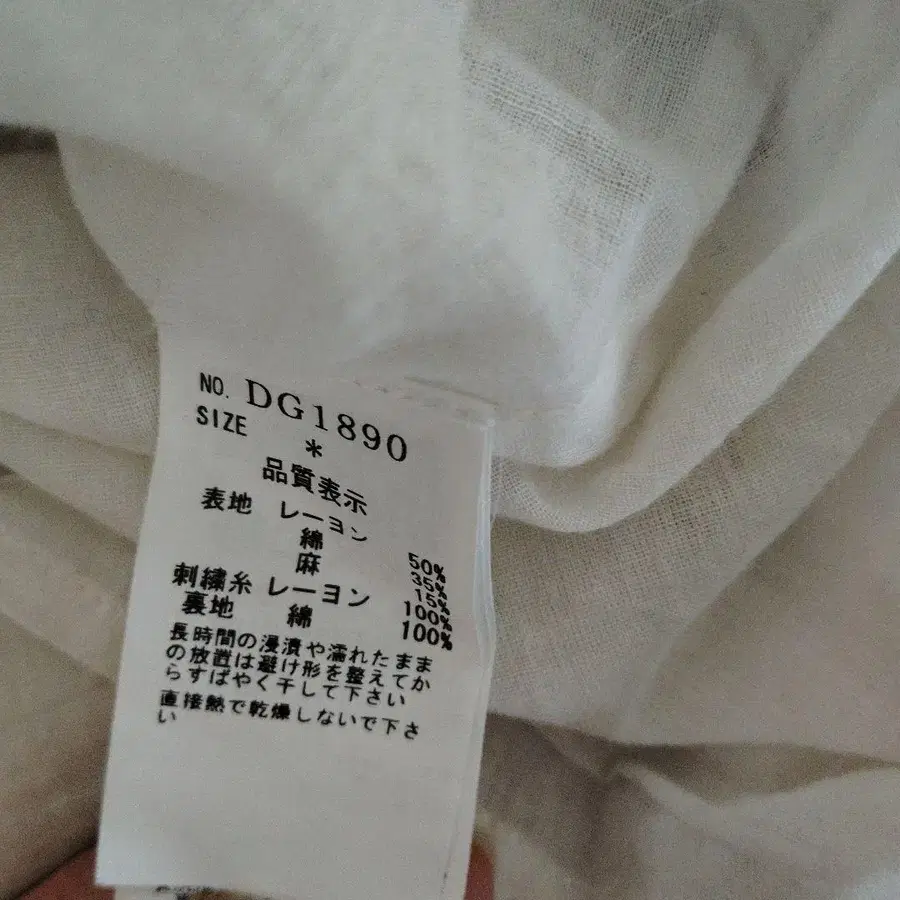 NO. DG1890
SIZE *
品質表示
表地 レーヨン 50%
綿 35%
麻 15%
刺繍糸 レーヨン 100%
裏地 綿 100%
長時間の浸漬や濡れたまま
の放置は避け形を整えてか
らすばやく干して下さい
直接熱で乾燥しないで下さ
い